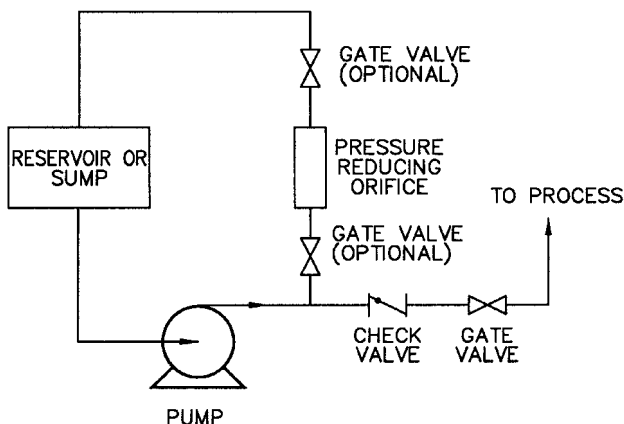 GATE VALVE
(OPTIONAL)
RESERVOIR OR
SUMP
PRESSURE
REDUCING
ORIFICE
TO PROCESS
GATE VALVE
(OPTIONAL)
CHECK
VALVE
GATE
VALVE
PUMP